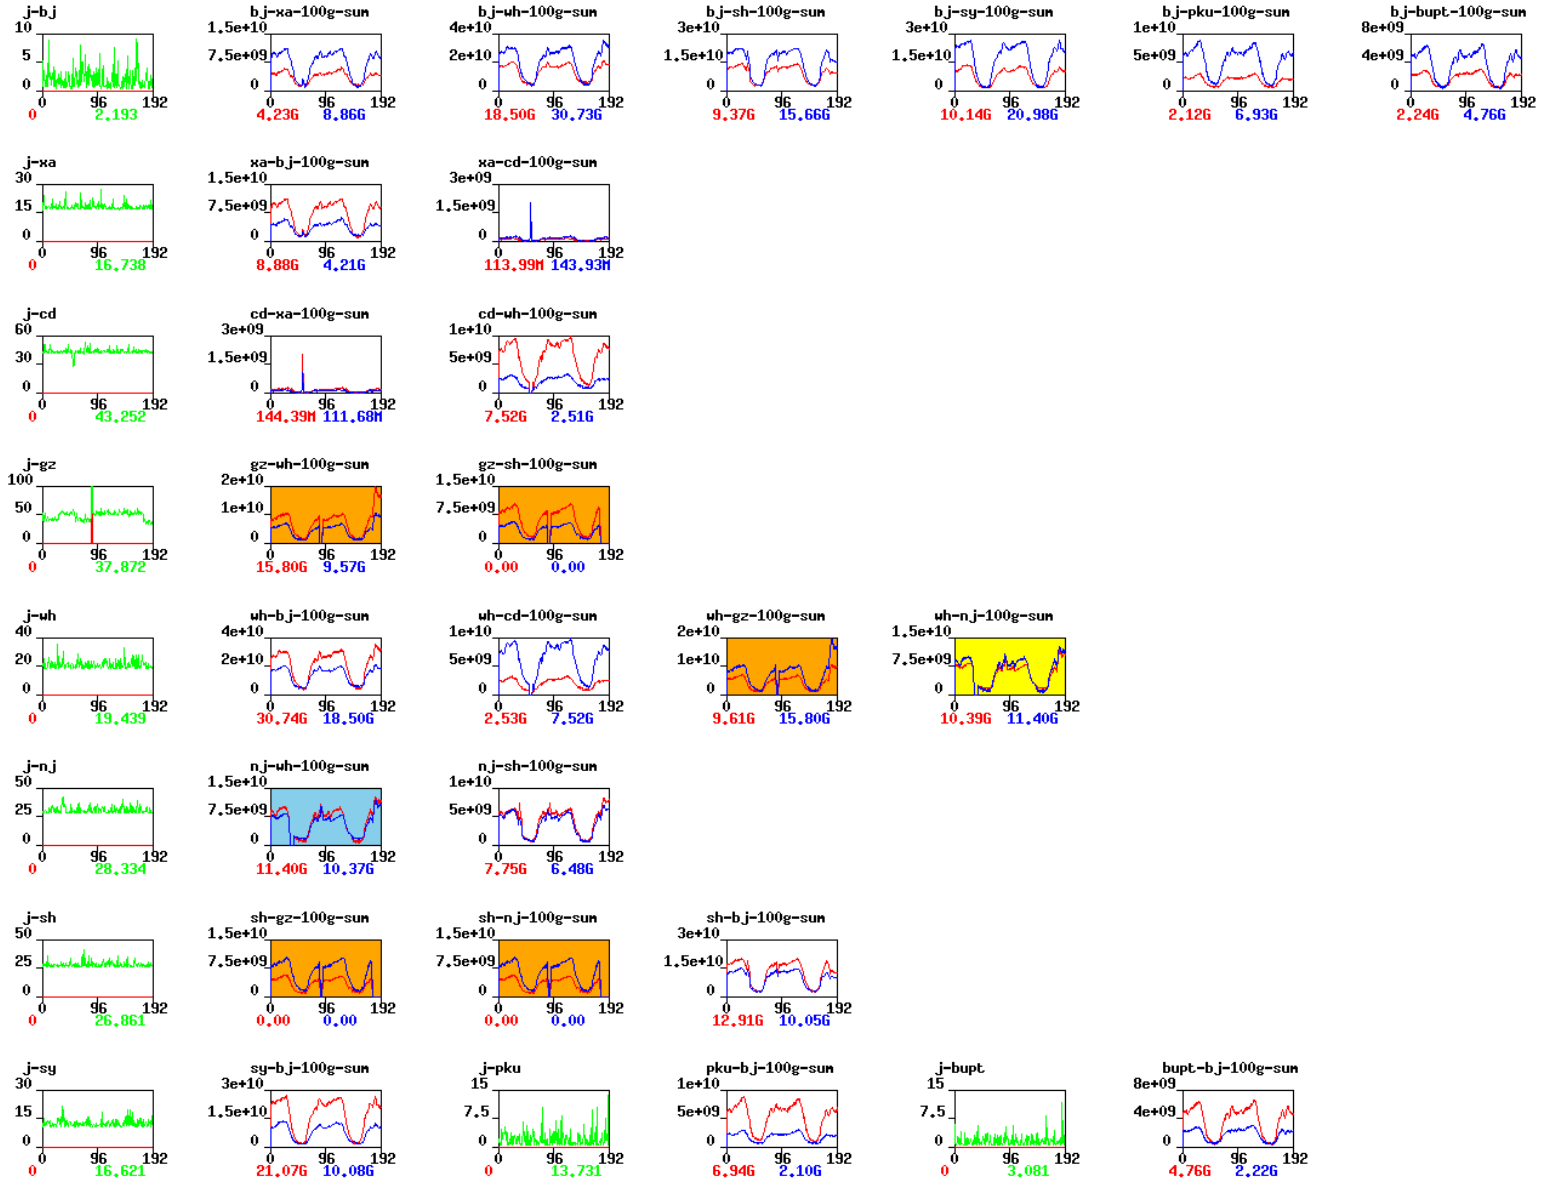 j-bj bj-xa-100g-sum bj-wh-100g-sum bj-sh-100g-sum bj-sy-100g-sum bj-pku-100g-sum bj-bupt-100g-sum
10 1.5e+10 4e+10 3e+10 3e+10 1e+10 8e+09
5 7.5e+09 2e+10 1.5e+10 1.5e+10 5e+09 4e+09
0 0 0 0 0 0 0
0 96 192 0 96 192 0 96 192 0 96 192 0 96 192 0 96 192 0 96 192
0 2.193 4.23G 8.86G 18.50G 30.73G 9.37G 15.66G 10.14G 20.98G 2.12G 6.93G 2.24G 4.76G
j-xa xa-bj-100g-sum xa-cd-100g-sum
30 1.5e+10 3e+09
15 7.5e+09 1.5e+09
0 0 0
0 96 192 0 96 192 0 96 192
0 16.738 8.88G 4.21G 113.99M 143.93M
j-cd cd-xa-100g-sum cd-wh-100g-sum
60 3e+09 1e+10
30 1.5e+09 5e+09
0 0 0
0 96 192 0 96 192 0 96 192
0 43.252 144.39M 111.68M 7.52G 2.51G
j-gz gz-wh-100g-sum gz-sh-100g-sum
100 2e+10 1.5e+10
50 1e+10 7.5e+09
0 0 0
0 96 192 0 96 192 0 96 192
0 37.872 15.80G 9.57G 0.00 0.00
j-wh wh-bj-100g-sum wh-cd-100g-sum wh-gz-100g-sum wh-nj-100g-sum
40 4e+10 1e+10 2e+10 1.5e+10
20 2e+10 5e+09 1e+10 7.5e+09
0 0 0 0 0
0 96 192 0 96 192 0 96 192 0 96 192 0 96 192
0 19.439 30.74G 18.50G 2.53G 7.52G 9.61G 15.80G 10.39G 11.40G
j-nj nj-wh-100g-sum nj-sh-100g-sum
50 1.5e+10 1e+10
25 7.5e+09 5e+09
0 0 0
0 96 192 0 96 192 0 96 192
0 28.334 11.40G 10.37G 7.75G 6.48G
j-sh sh-gz-100g-sum sh-nj-100g-sum sh-bj-100g-sum
50 1.5e+10 1.5e+10 3e+10
25 7.5e+09 7.5e+09 1.5e+10
0 0 0 0
0 96 192 0 96 192 0 96 192 0 96 192
0 26.861 0.00 0.00 0.00 0.00 12.91G 10.05G
j-sy sy-bj-100g-sum j-pku pku-bj-100g-sum j-bupt bupt-bj-100g-sum
30 3e+10 15 1e+10 15 8e+09
15 1.5e+10 7.5 5e+09 7.5 4e+09
0 0 0 0 0 0
0 96 192 0 96 192 0 96 192 0 96 192 0 96 192 0 96 192
0 16.621 21.07G 10.08G 0 13.731 6.94G 2.10G 0 3.081 4.76G 2.22G